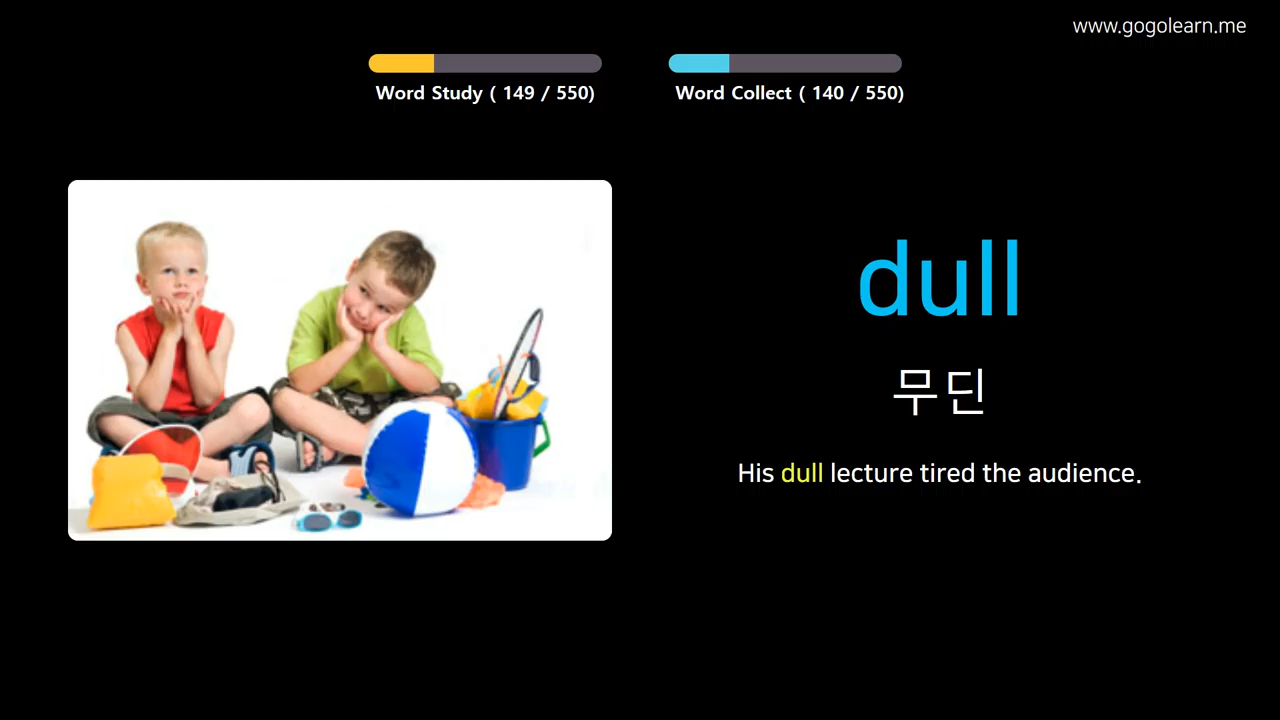 www.gogolearn.me
Word Study ( 149 / 550)
Word Collect ( 140 / 550)
dull
무딘
His dull lecture tired the audience.